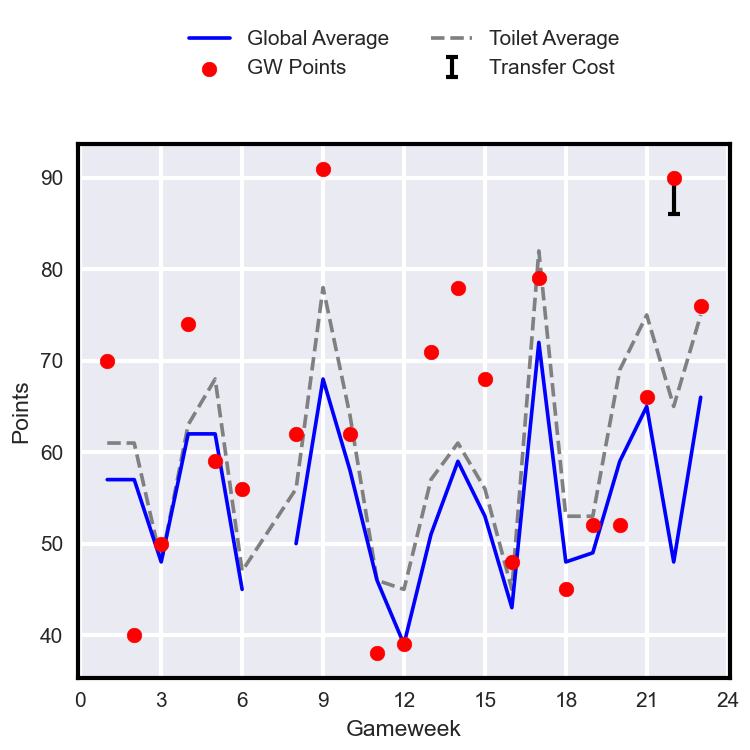 Global Average
Toilet Average
GW Points
Transfer Cost
90
80
70
60
50
40
Points
0 3 6 9 12 15 18 21 24
Gameweek